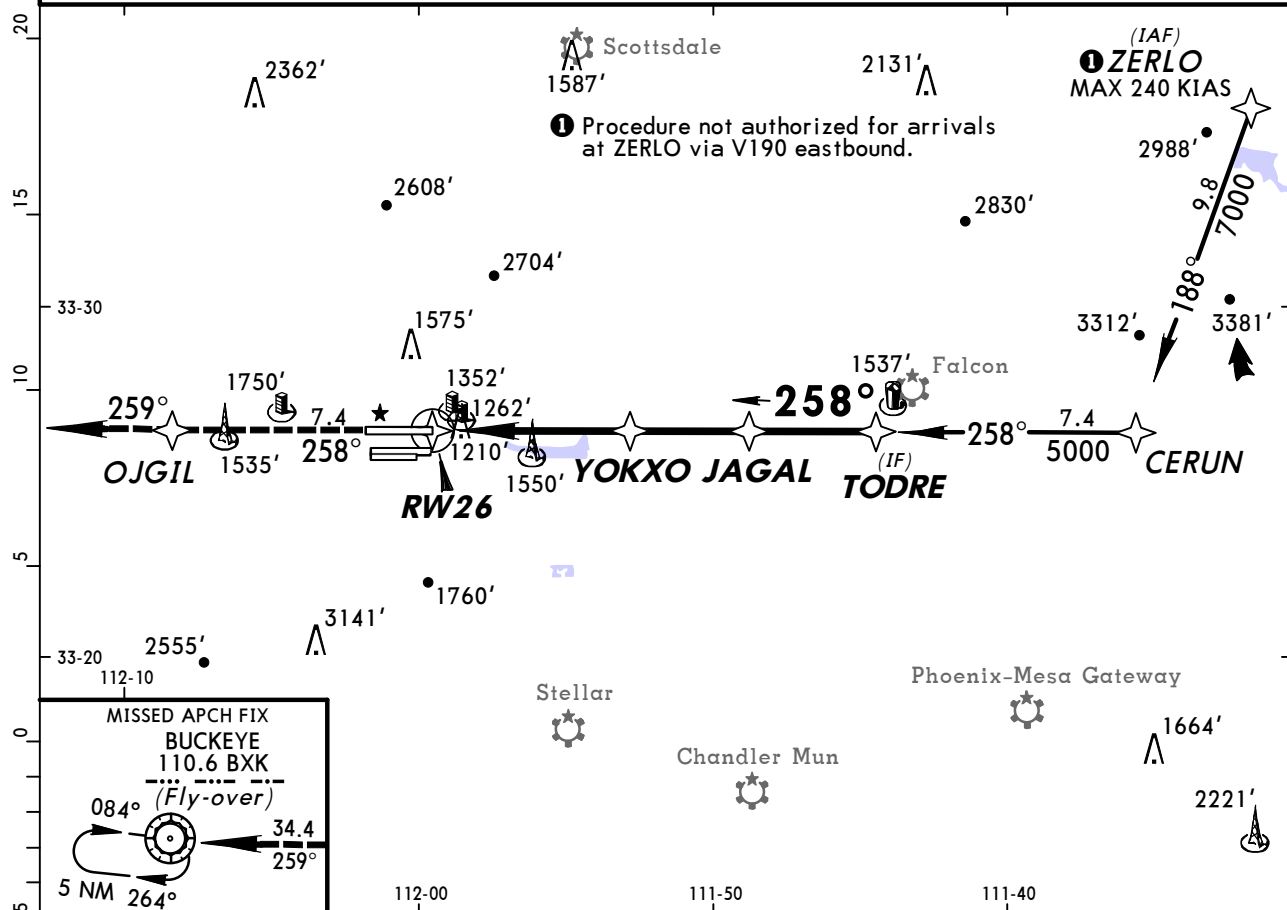 20
(IAF)
1 ZERLO
MAX 240 KIAS
Scottsdale
2362'
1587'
2131'
1 Procedure not authorized for arrivals
at ZERLO via V190 eastbound.
2988'
15
2608'
2830'
9.8
7000
2704'
188°
33-30
1575'
3312'
3381'
10
1750'
1352'
1537'
Falcon
259°
7.4
1262'
258°
7.4
258°
258°
5000
1535'
1210'
1550'
OJGIL
YOKXO
JAGAL
(IF)
TODRE
CERUN
RW26
5
1760'
3141'
2555'
33-20
112-10
Stellar
Phoenix-Mesa Gateway
MISSED APCH FIX
BUCKEYE
110.6 BXK
(Fly-over)
084°
34.4
259°
5 NM
264°
0
Chandler Mun
1664'
2221'
5
112-00
111-50
111-40